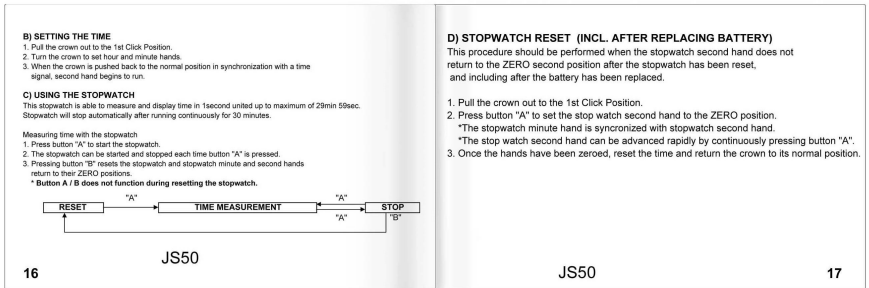 B) SETTING THE TIME
1. Pull the crown out to the 1st Click Position.
2. Turn the crown to set hour and minute hands.
3. When the crown is pushed back to the normal position in synchronization with a time
signal, second hand begins to run.
C) USING THE STOPWATCH
This stopwatch is able to measure and display time in 1second united up to maximum of 29min 59sec.
Stopwatch will stop automatically after running continuously for 30 minutes.
Measuring time with the stopwatch
1. Press button "A" to start the stopwatch.
2. The stopwatch can be started and stopped each time button "A" is pressed.
3. Pressing button "B" resets the stopwatch and stopwatch minute and second hands
return to their ZERO positions.
* Button A / B does not function during resetting the stopwatch.
"A" "A"
RESET TIME MEASUREMENT STOP
"A" "B"
JS50
16
D) STOPWATCH RESET (INCL. AFTER REPLACING BATTERY)
This procedure should be performed when the stopwatch second hand does not
return to the ZERO second position after the stopwatch has been reset,
and including after the battery has been replaced.
1. Pull the crown out to the 1st Click Position.
2. Press button "A" to set the stop watch second hand to the ZERO position.
*The stopwatch minute hand is syncronized with stopwatch second hand.
*The stop watch second hand can be advanced rapidly by continuously pressing button "A".
3. Once the hands have been zeroed, reset the time and return the crown to its normal position.
JS50
17